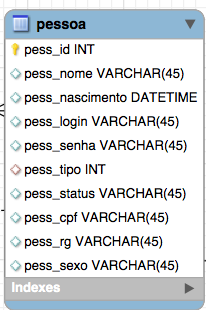 pessoa
pess_id INT
pess_nome VARCHAR(45)
pess_nascimento DATETIME
pess_login VARCHAR(45)
pess_senha VARCHAR(45)
pess_tipo INT
pess_status VARCHAR(45)
pess_cpf VARCHAR(45)
pess_rg VARCHAR(45)
pess_sexo VARCHAR(45)
Indexes